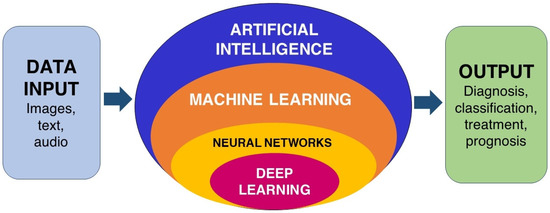 DATA
INPUT
Images,
text,
audio
ARTIFICIAL
INTELLIGENCE
MACHINE LEARNING
NEURAL NETWORKS
DEEP
LEARNING
OUTPUT
Diagnosis,
classification,
treatment,
prognosis